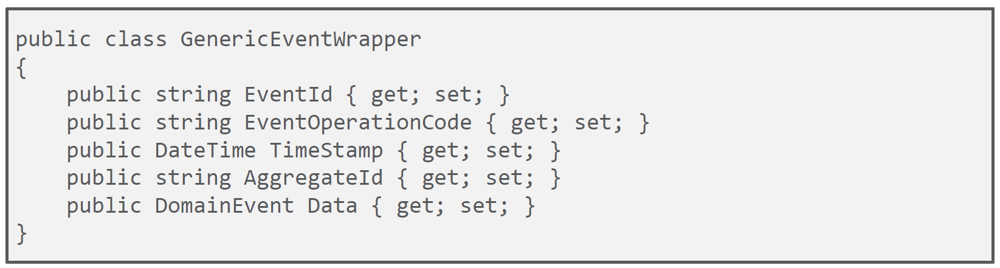 public class GenericEventWrapper
{
    public string EventId { get; set; }
    public string EventOperationCode { get; set; }
    public DateTime TimeStamp { get; set; }
    public string AggregateId { get; set; }
    public DomainEvent Data { get; set; }
}